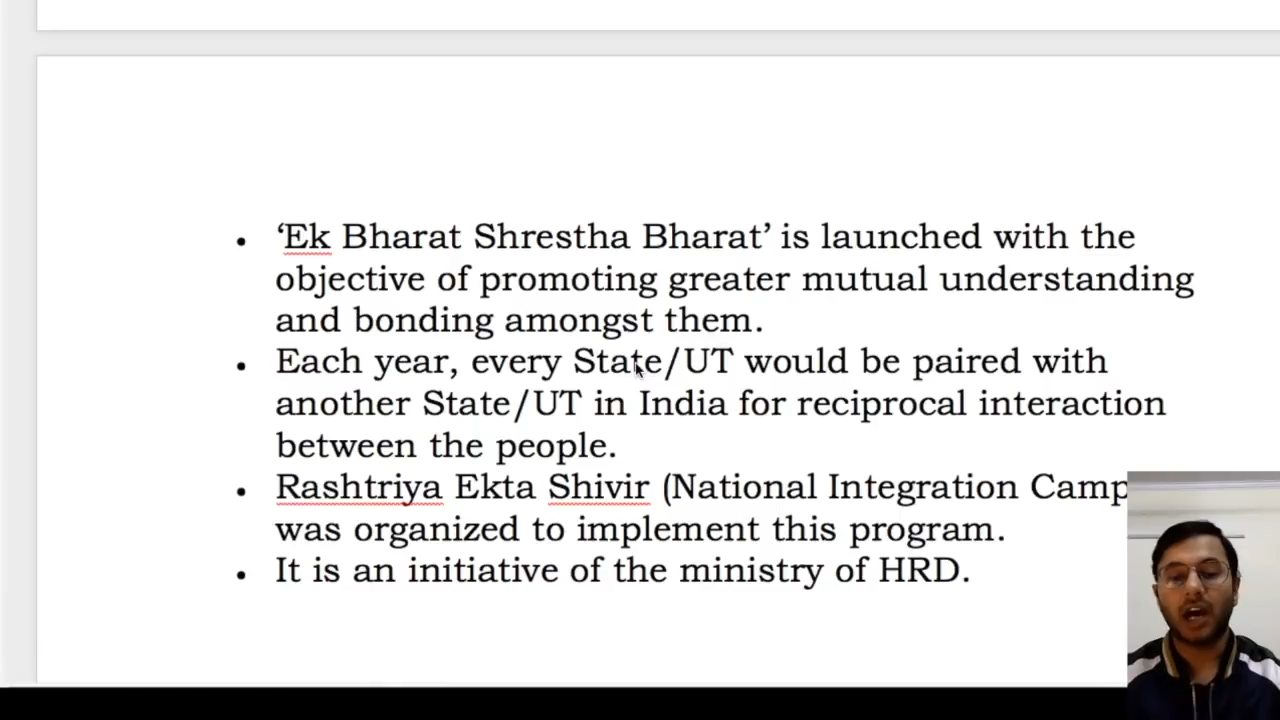 • ‘Ek Bharat Shrestha Bharat’ is launched with the
objective of promoting greater mutual understanding
and bonding amongst them.
• Each year, every State/UT would be paired with
another State/UT in India for reciprocal interaction
between the people.
• Rashtriya Ekta Shivir (National Integration Camp
was organized to implement this program.
• It is an initiative of the ministry of HRD.